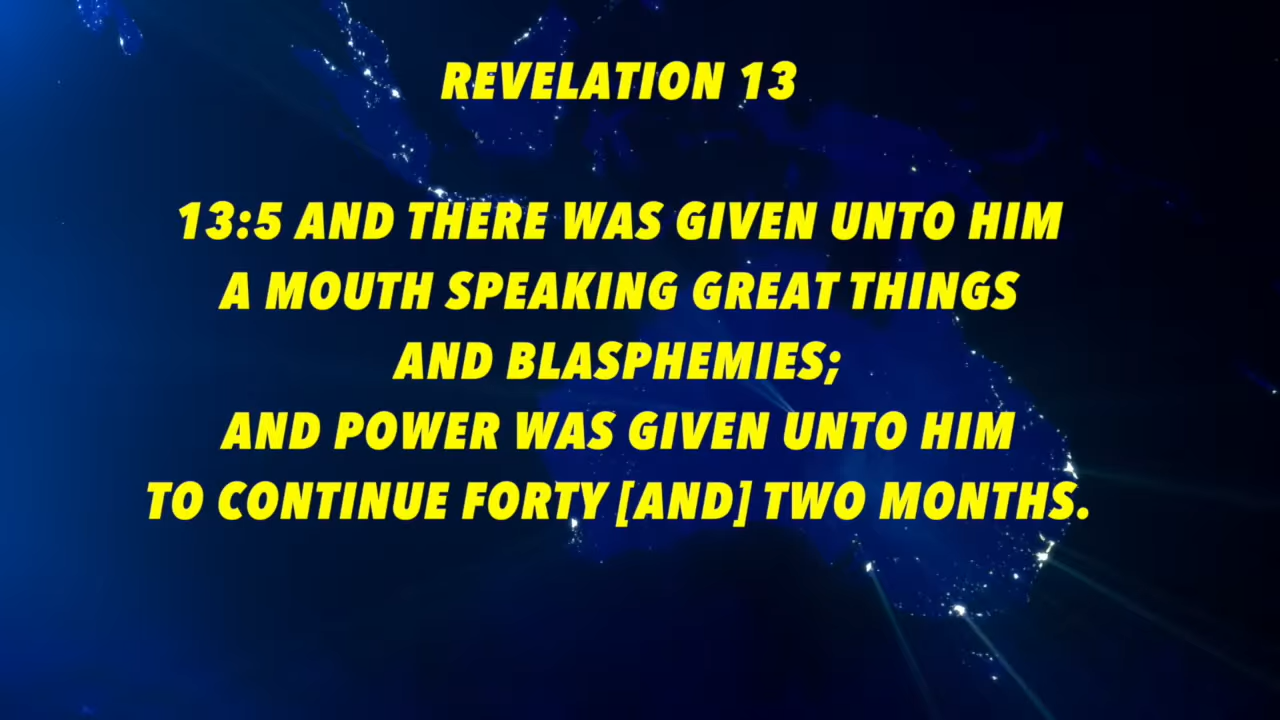 REVELATION 13
13:5 AND THERE WAS GIVEN UNTO HIM
A MOUTH SPEAKING GREAT THINGS
AND BLASPHEMIES;
AND POWER WAS GIVEN UNTO HIM
TO CONTINUE FORTY [AND] TWO MONTHS.